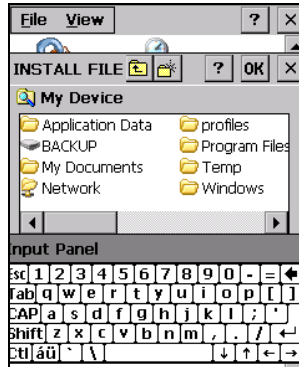 File View ? ×
INSTALL FILE ? OK ×
My Device
Application Data profiles
BACKUP Program Files
My Documents Temp
Network Windows
Input Panel
Esc 1 2 3 4 5 6 7 8 9 0 - = ←
Tab q w e r t y u i o p [ ]
CAP a s d f g h j k l ; '
Shift z x c v b n m , . / ↵
Ctl áü ` \ ↓ ↑ ← →